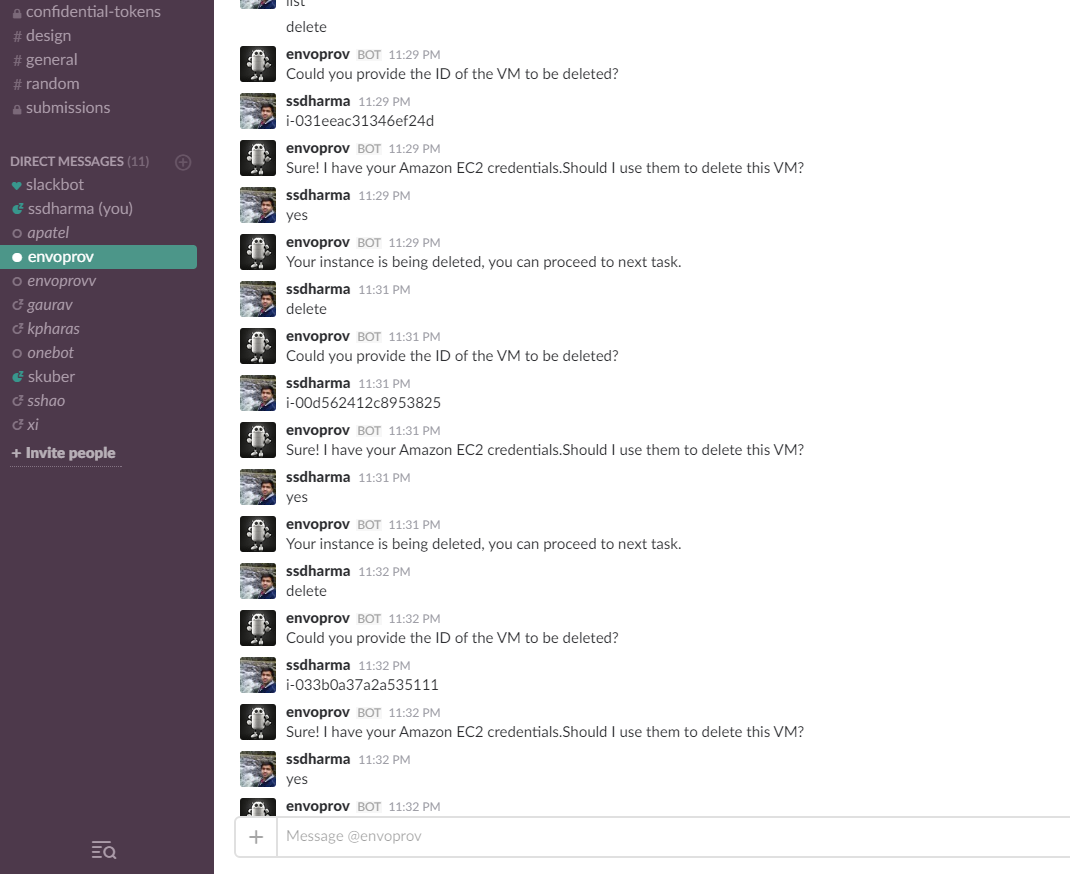 confidential-tokens
# design
# general
# random
submissions
DIRECT MESSAGES (11)
slackbot
ssdharma (you)
apatel
envoprov
envoprovv
gaurav
kpharas
onebot
skuber
sshao
xi
+ Invite people
list
delete
envoprov BOT 11:29 PM
Could you provide the ID of the VM to be deleted?
ssdharma 11:29 PM
i-031eeac31346ef24d
envoprov BOT 11:29 PM
Sure! I have your Amazon EC2 credentials.Should I use them to delete this VM?
ssdharma 11:29 PM
yes
envoprov BOT 11:29 PM
Your instance is being deleted, you can proceed to next task.
ssdharma 11:31 PM
delete
envoprov BOT 11:31 PM
Could you provide the ID of the VM to be deleted?
ssdharma 11:31 PM
i-00d562412c8953825
envoprov BOT 11:31 PM
Sure! I have your Amazon EC2 credentials.Should I use them to delete this VM?
ssdharma 11:31 PM
yes
envoprov BOT 11:31 PM
Your instance is being deleted, you can proceed to next task.
ssdharma 11:32 PM
delete
envoprov BOT 11:32 PM
Could you provide the ID of the VM to be deleted?
ssdharma 11:32 PM
i-033b0a37a2a535111
envoprov BOT 11:32 PM
Sure! I have your Amazon EC2 credentials.Should I use them to delete this VM?
ssdharma 11:32 PM
yes
envoprov BOT 11:32 PM
Message @envoprov